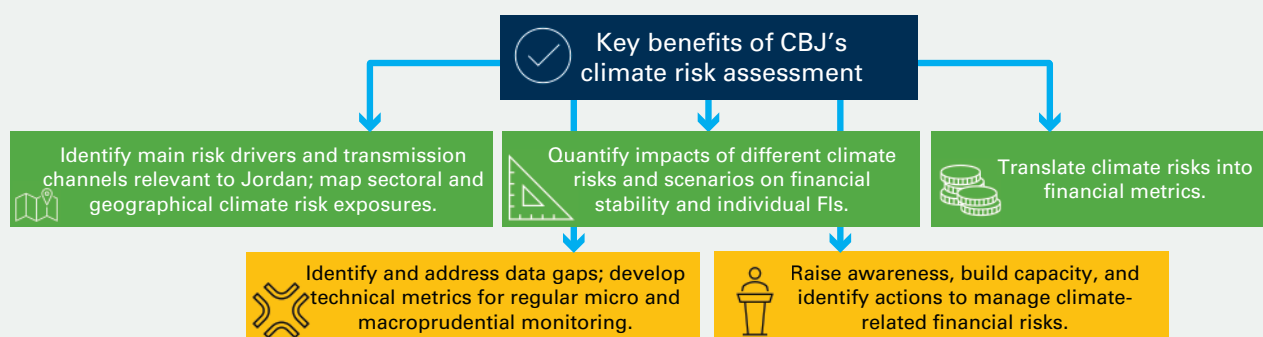 Key benefits of CBJ's
climate risk assessment
Identify main risk drivers and transmission
channels relevant to Jordan; map sectoral and
geographical climate risk exposures.
Quantify impacts of different climate
risks and scenarios on financial
stability and individual FIs.
Translate climate risks into
financial metrics.
Identify and address data gaps; develop
technical metrics for regular micro and
macroprudential monitoring.
Raise awareness, build capacity, and
identify actions to manage climate-
related financial risks.